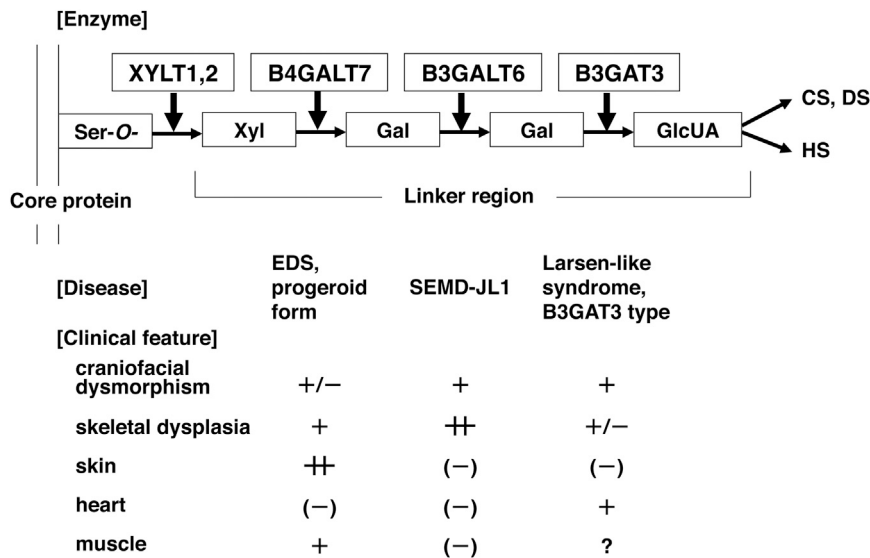 [Enzyme]
XYLT1,2 B4GALT7 B3GALT6 B3GAT3
CS, DS
Ser-O- Xyl Gal Gal GlcUA
HS
Core protein
Linker region
[Disease]
EDS,
progeroid
form
SEMD-JL1
Larsen-like
syndrome,
B3GAT3 type
[Clinical feature]
craniofacial
dysmorphism +/− + +
skeletal dysplasia + ++ +/−
skin ++ (−) (−)
heart (−) (−) +
muscle + (−) ?